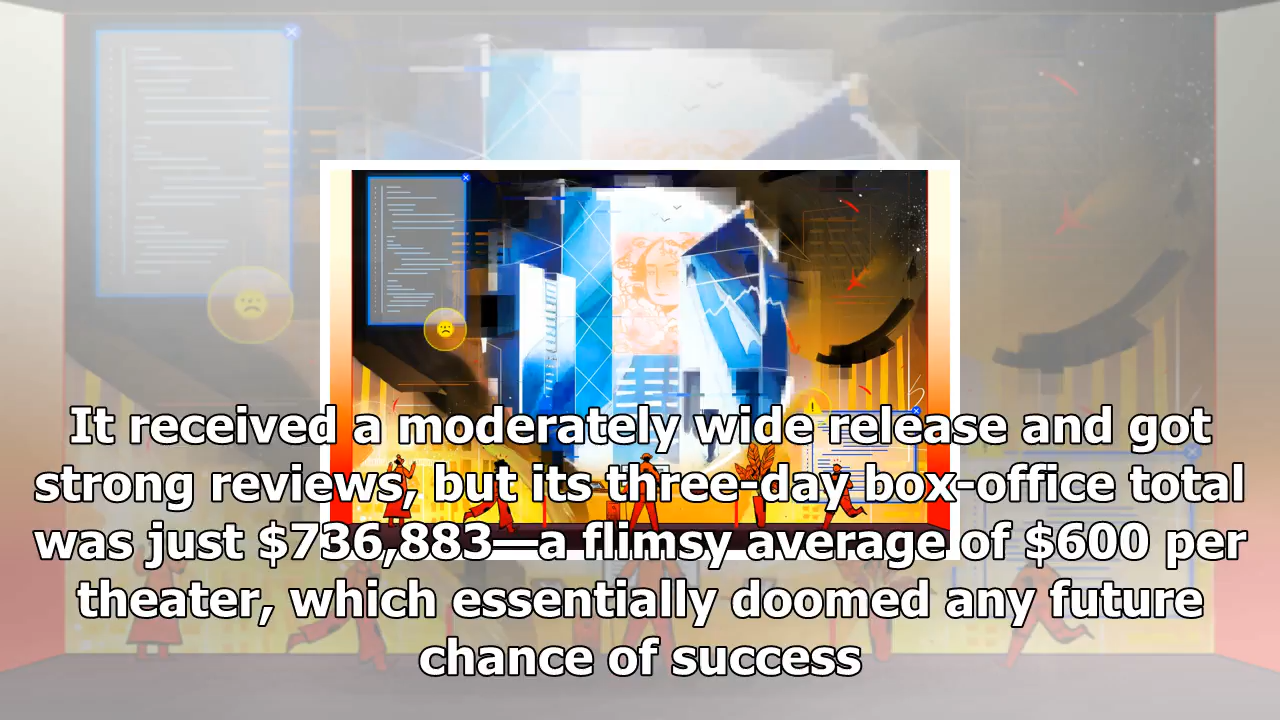 It received a moderately wide release and got
strong reviews, but its three-day box-office total
was just $736,883—a flimsy average of $600 per
theater, which essentially doomed any future
chance of success